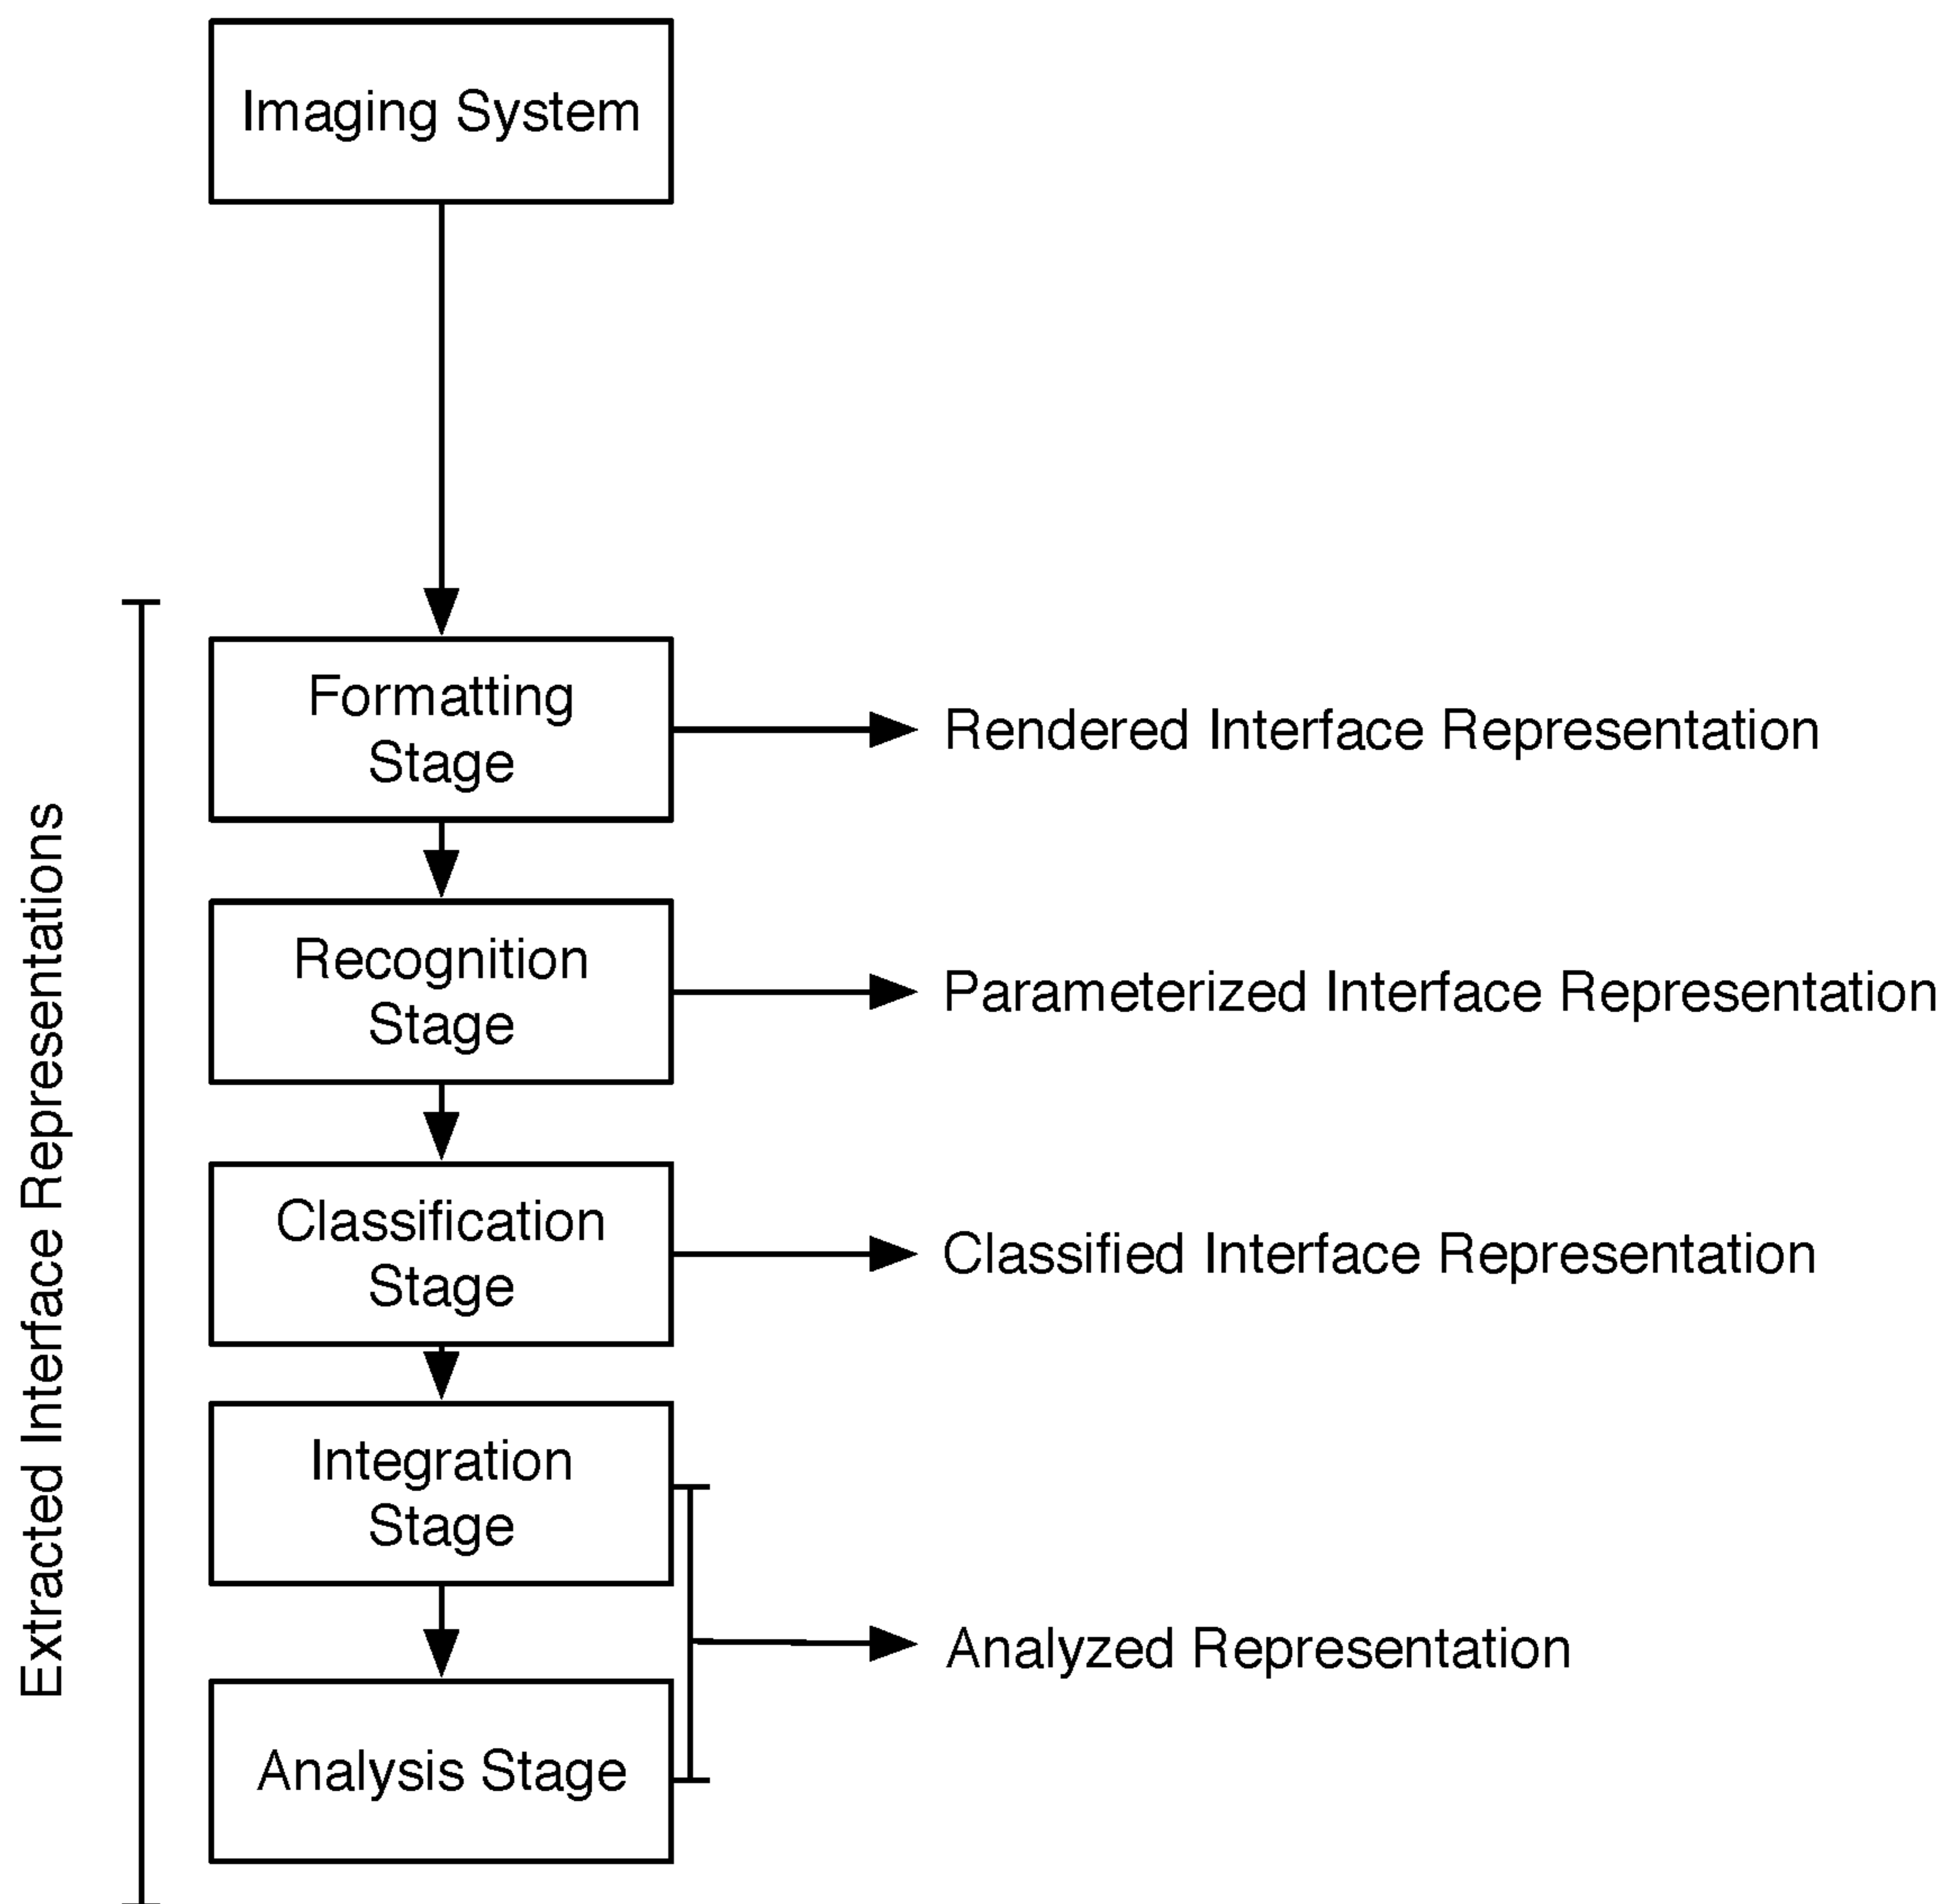 Imaging System
Formatting
Stage
Rendered Interface Representation
Recognition
Stage
Parameterized Interface Representation
Classification
Stage
Classified Interface Representation
Integration
Stage
Analyzed Representation
Analysis Stage
Extracted Interface Representations